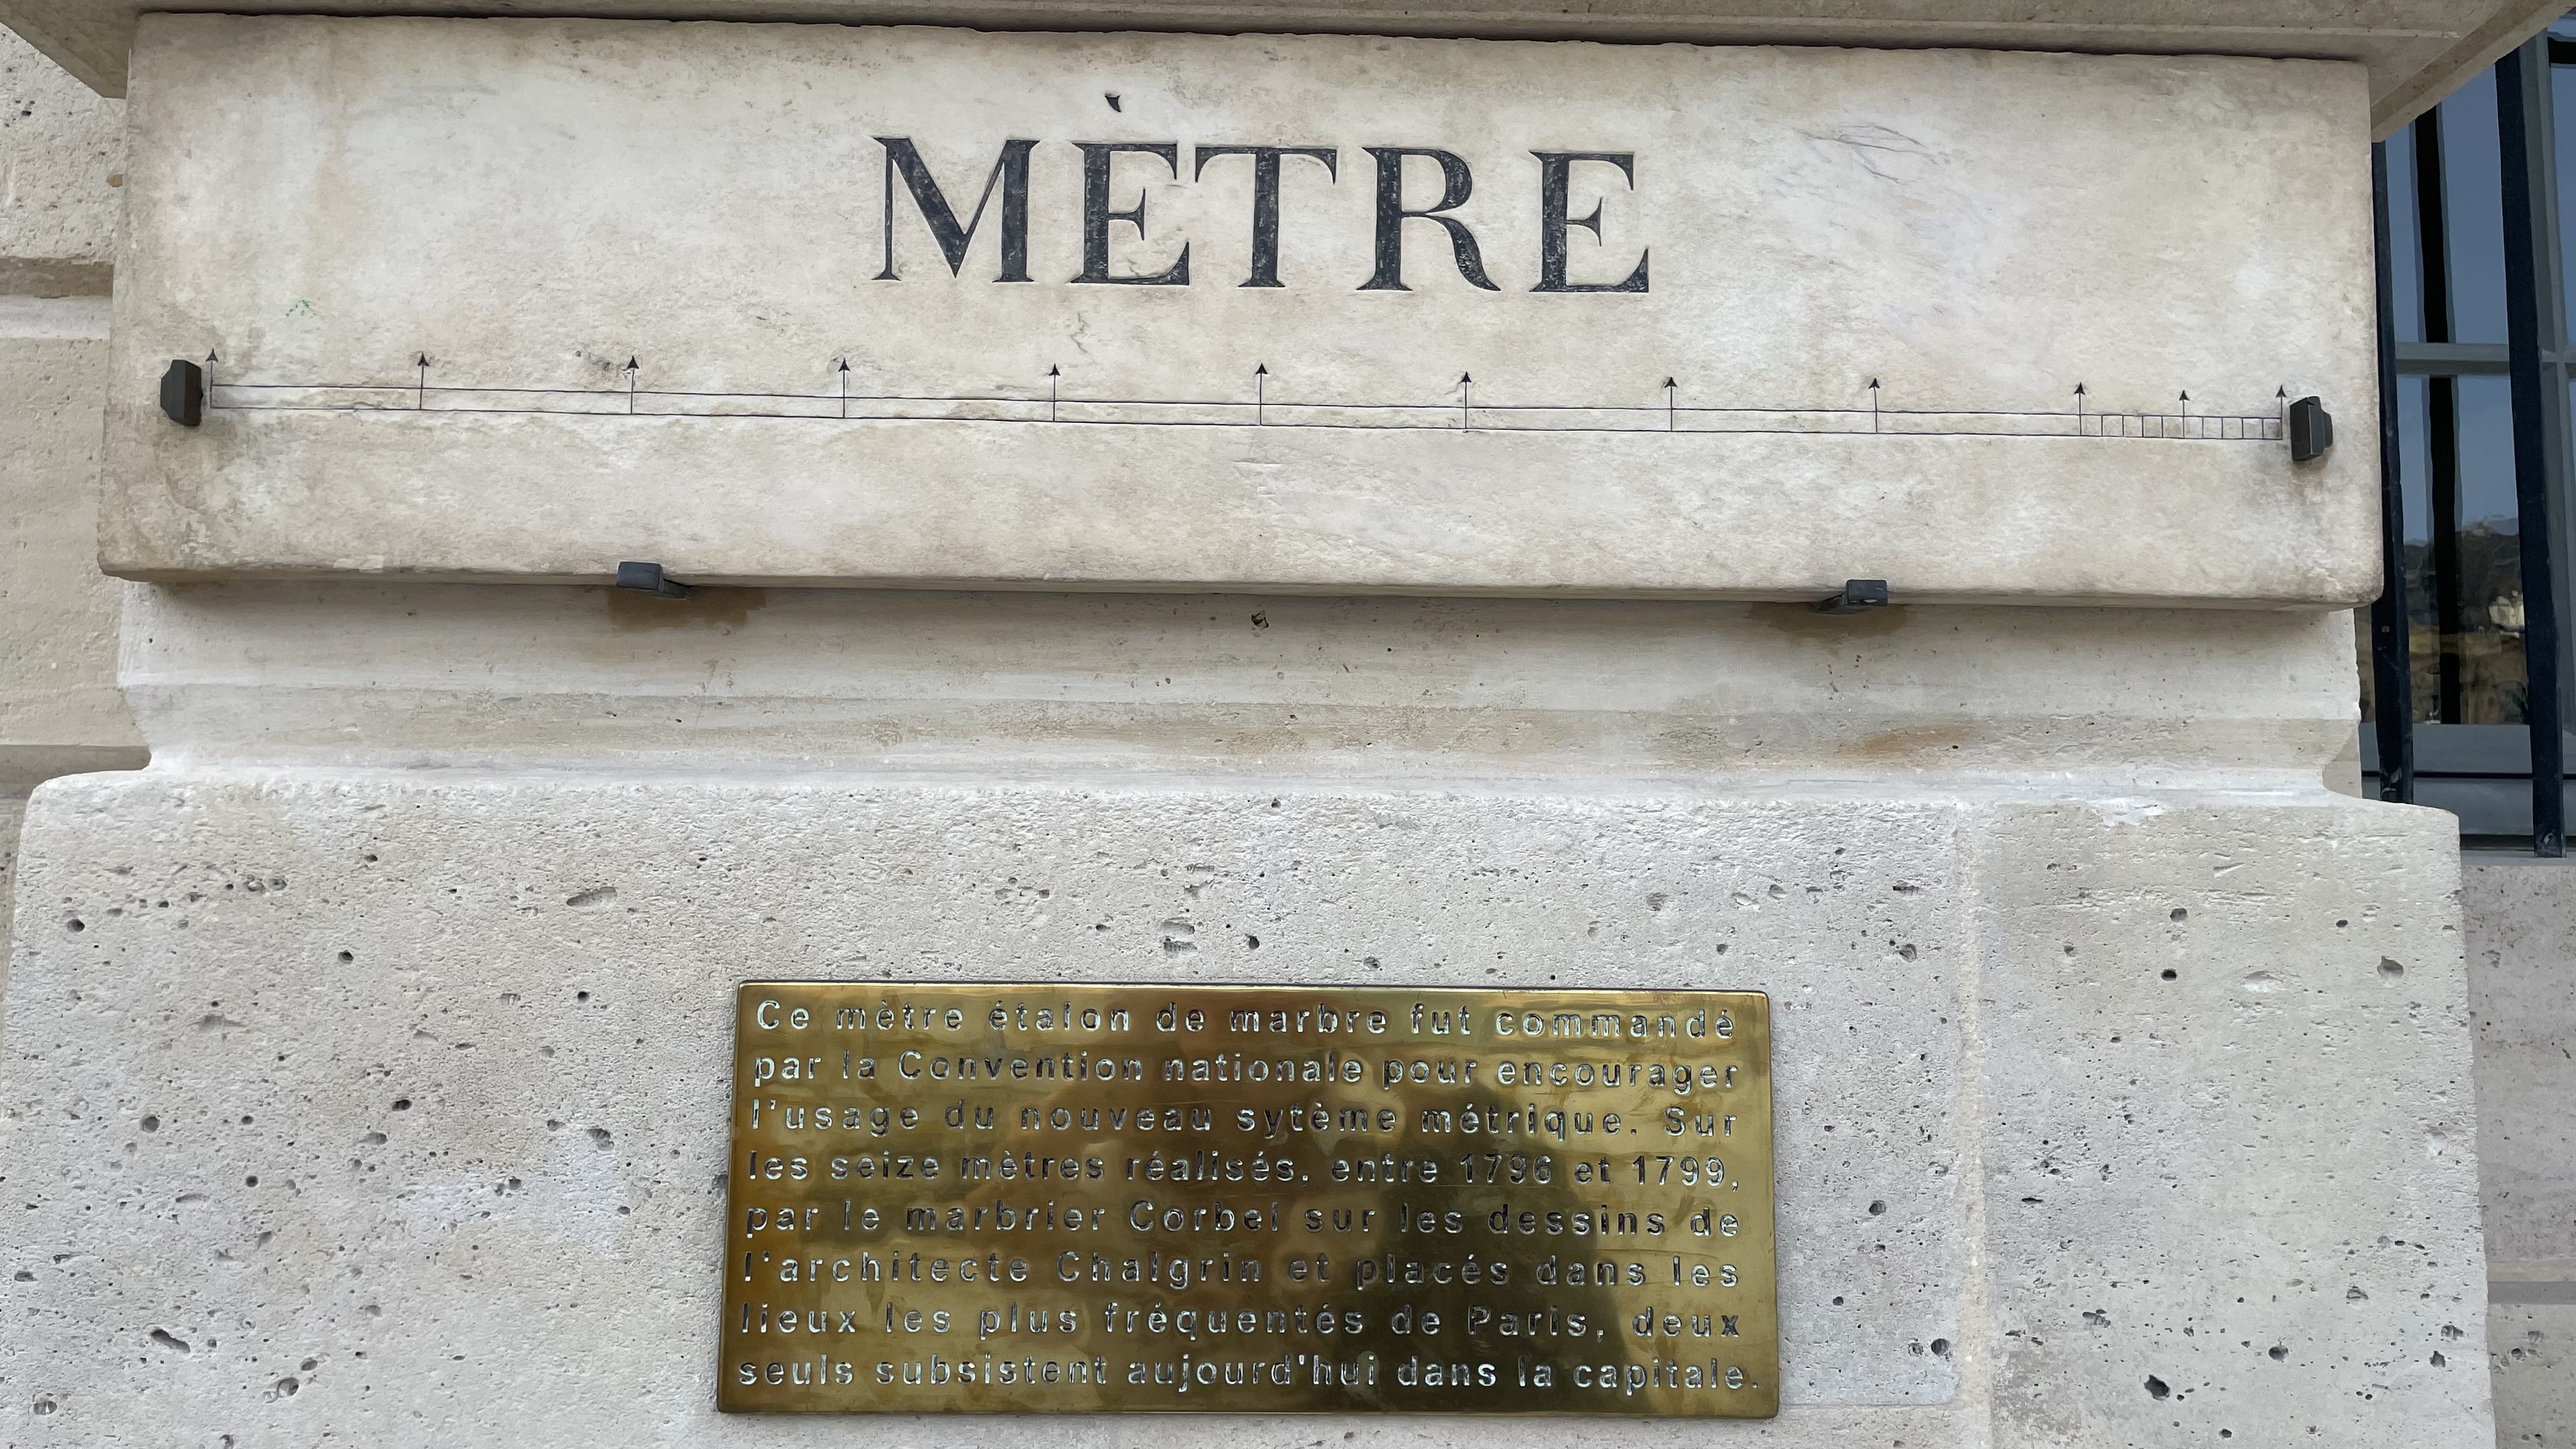 MÈTRE
Ce mètre étalon de marbre fut commandé
par la Convention nationale pour encourager
l'usage du nouveau sytème métrique. Sur
les seize mètres réalisés. entre 1796 et 1799,
par le marbrier Corbel sur les dessins de
l'architecte Chalgrin et placés dans les
lieux les plus fréquentés de Paris, deux
seuls subsistent aujourd'hui dans la capitale.